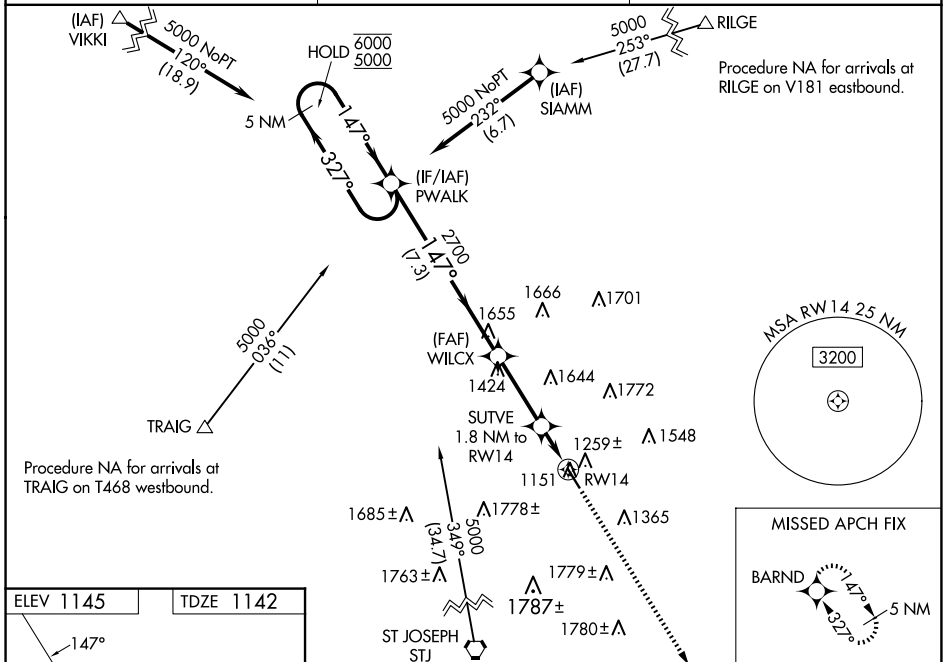 (IAF)
VIKKI
5000 NoPT
120°
(18.9)
HOLD
6000
5000
5 NM
147°
327°
5000 NoPT
232°
(6.7)
(IAF)
SIAMM
5000
253°
(27.7)
RILGE
Procedure NA for arrivals at
RILGE on V181 eastbound.
(IF/IAF)
PWALK
2700
147°
(7.3)
1655
1666
1701
(FAF)
WILCX
1424
1644
1772
SUTVE
1.8 NM to
RW14
1259±
1548
1151
RW14
MSA RW14 25 NM
3200
5000
036°
(11)
TRAIG
Procedure NA for arrivals at
TRAIG on T468 westbound.
1685±
1778±
1365
5000
349°
(34.7)
1763±
1779±
1787±
1780±
ST JOSEPH
STJ
MISSED APCH FIX
BARND
147°
327°
5 NM
ELEV 1145
TDZE 1142
147°